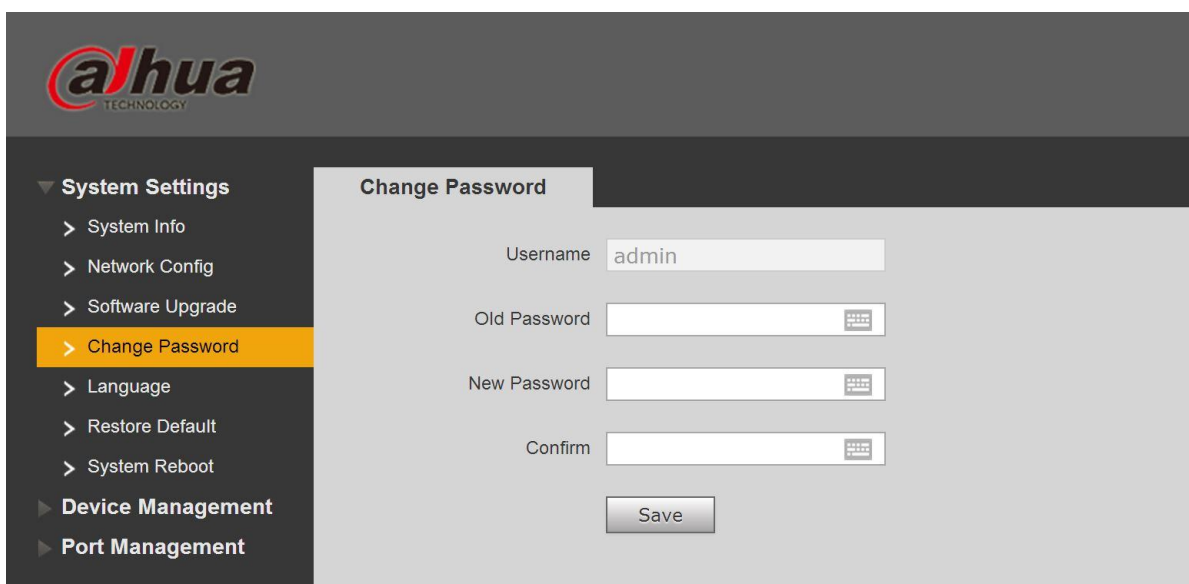 alhua
TECHNOLOGY
System Settings
System Info
Network Config
Software Upgrade
Change Password
Language
Restore Default
System Reboot
Device Management
Port Management
Change Password
Username admin
Old Password
New Password
Confirm
Save